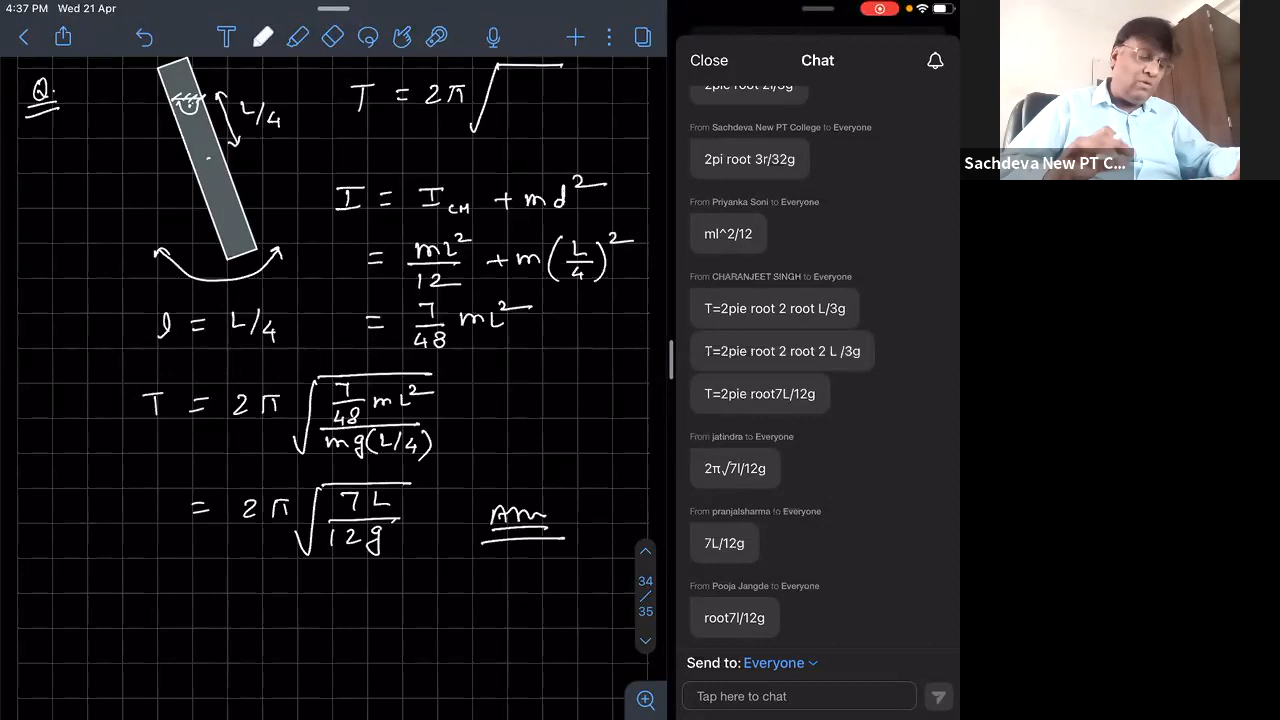 4:37 PM Wed 21 Apr
Q.
L/4
T = 2π √
I = I_CM + md²
= mL²/12 + m(L/4)²
l = L/4
= 7/48 mL²
T = 2π √(7/48 mL² / mg(L/4))
= 2π √(7L/12g)
Ans
34
/
35
Close
Chat
2pie root 2l/3g
From Sachdeva New PT College to Everyone
2pi root 3r/32g
From Priyanka Soni to Everyone
ml^2/12
From CHARANJEET SINGH to Everyone
T=2pie root 2 root L/3g
T=2pie root 2 root 2 L /3g
T=2pie root7L/12g
From jatindra to Everyone
2π√7l/12g
From pranjalsharma to Everyone
7L/12g
From Pooja Jangde to Everyone
root7l/12g
Send to: Everyone
Tap here to chat
Sachdeva New PT C...